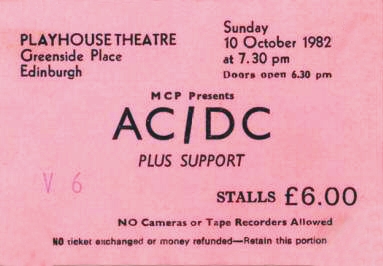 PLAYHOUSE THEATRE
Greenside Place
Edinburgh
Sunday
10 October 1982
at 7.30 pm
Doors open 6.30 pm
MCP Presents
AC/DC
PLUS SUPPORT
V 6
STALLS £6.00
NO Cameras or Tape Recorders Allowed
NO ticket exchanged or money refunded—Retain this portion